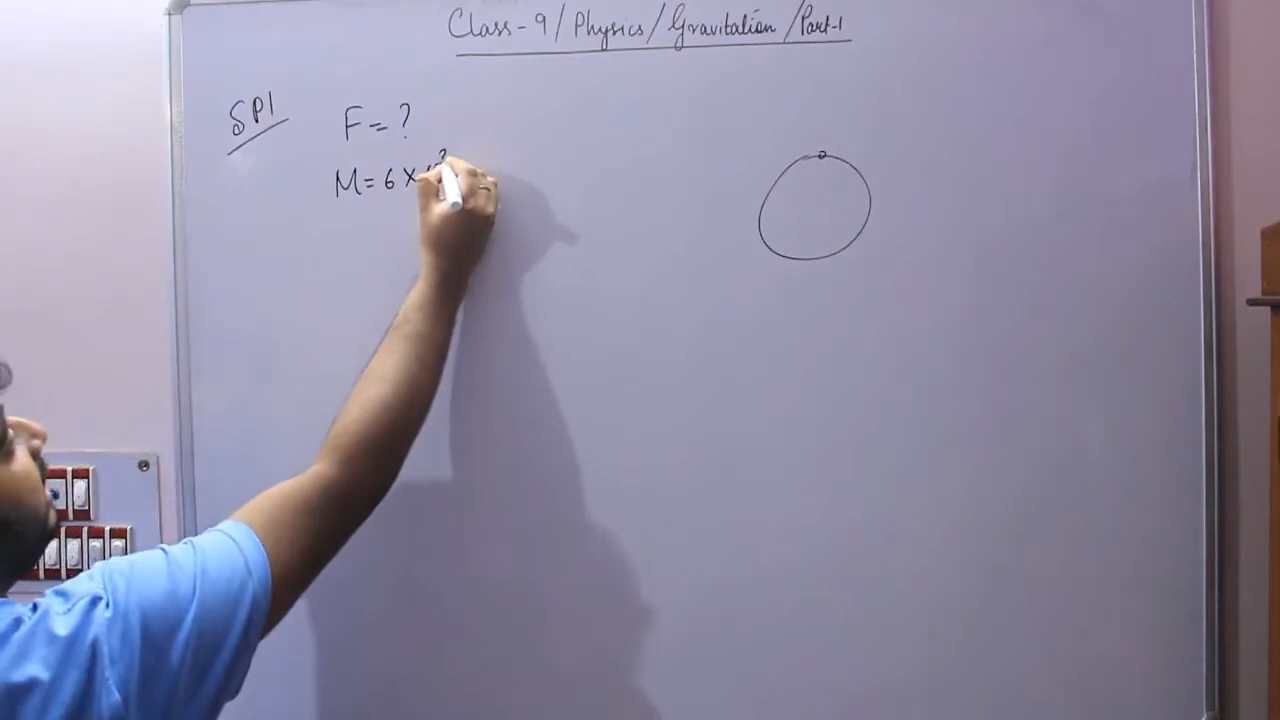 Class-9/Physics/Gravitation/Part-1
SP1
F = ?
M = 6 ×